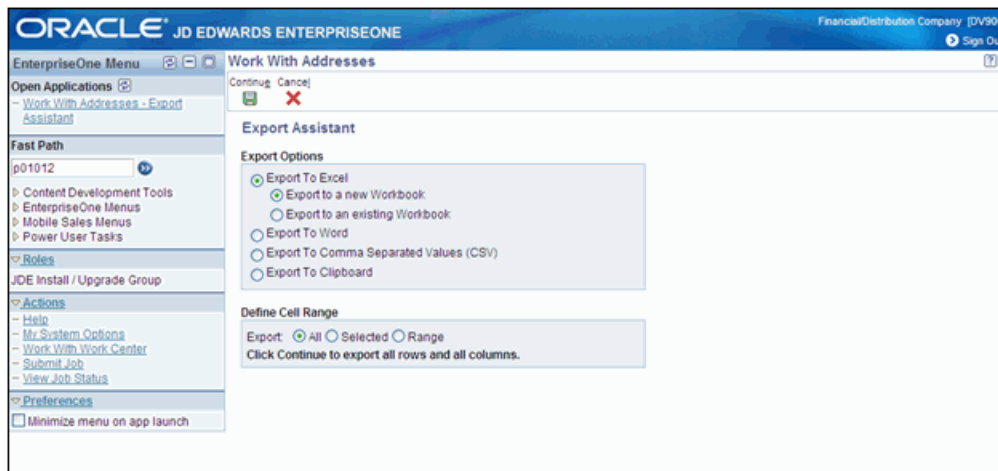 ORACLE® JD EDWARDS ENTERPRISEONE
Financial/Distribution Company [DV90
Sign Ou
EnterpriseOne Menu
Open Applications
– Work With Addresses - Export
Assistant
Fast Path
p01012
Content Development Tools
EnterpriseOne Menus
Mobile Sales Menus
Power User Tasks
Roles
JDE Install / Upgrade Group
Actions
– Help
– My System Options
– Work With Work Center
– Submit Job
– View Job Status
Preferences
Minimize menu on app launch
Work With Addresses
?
Continue Cancel
Export Assistant
Export Options
Export To Excel
Export to a new Workbook
Export to an existing Workbook
Export To Word
Export To Comma Separated Values (CSV)
Export To Clipboard
Define Cell Range
Export: All Selected Range
Click Continue to export all rows and all columns.